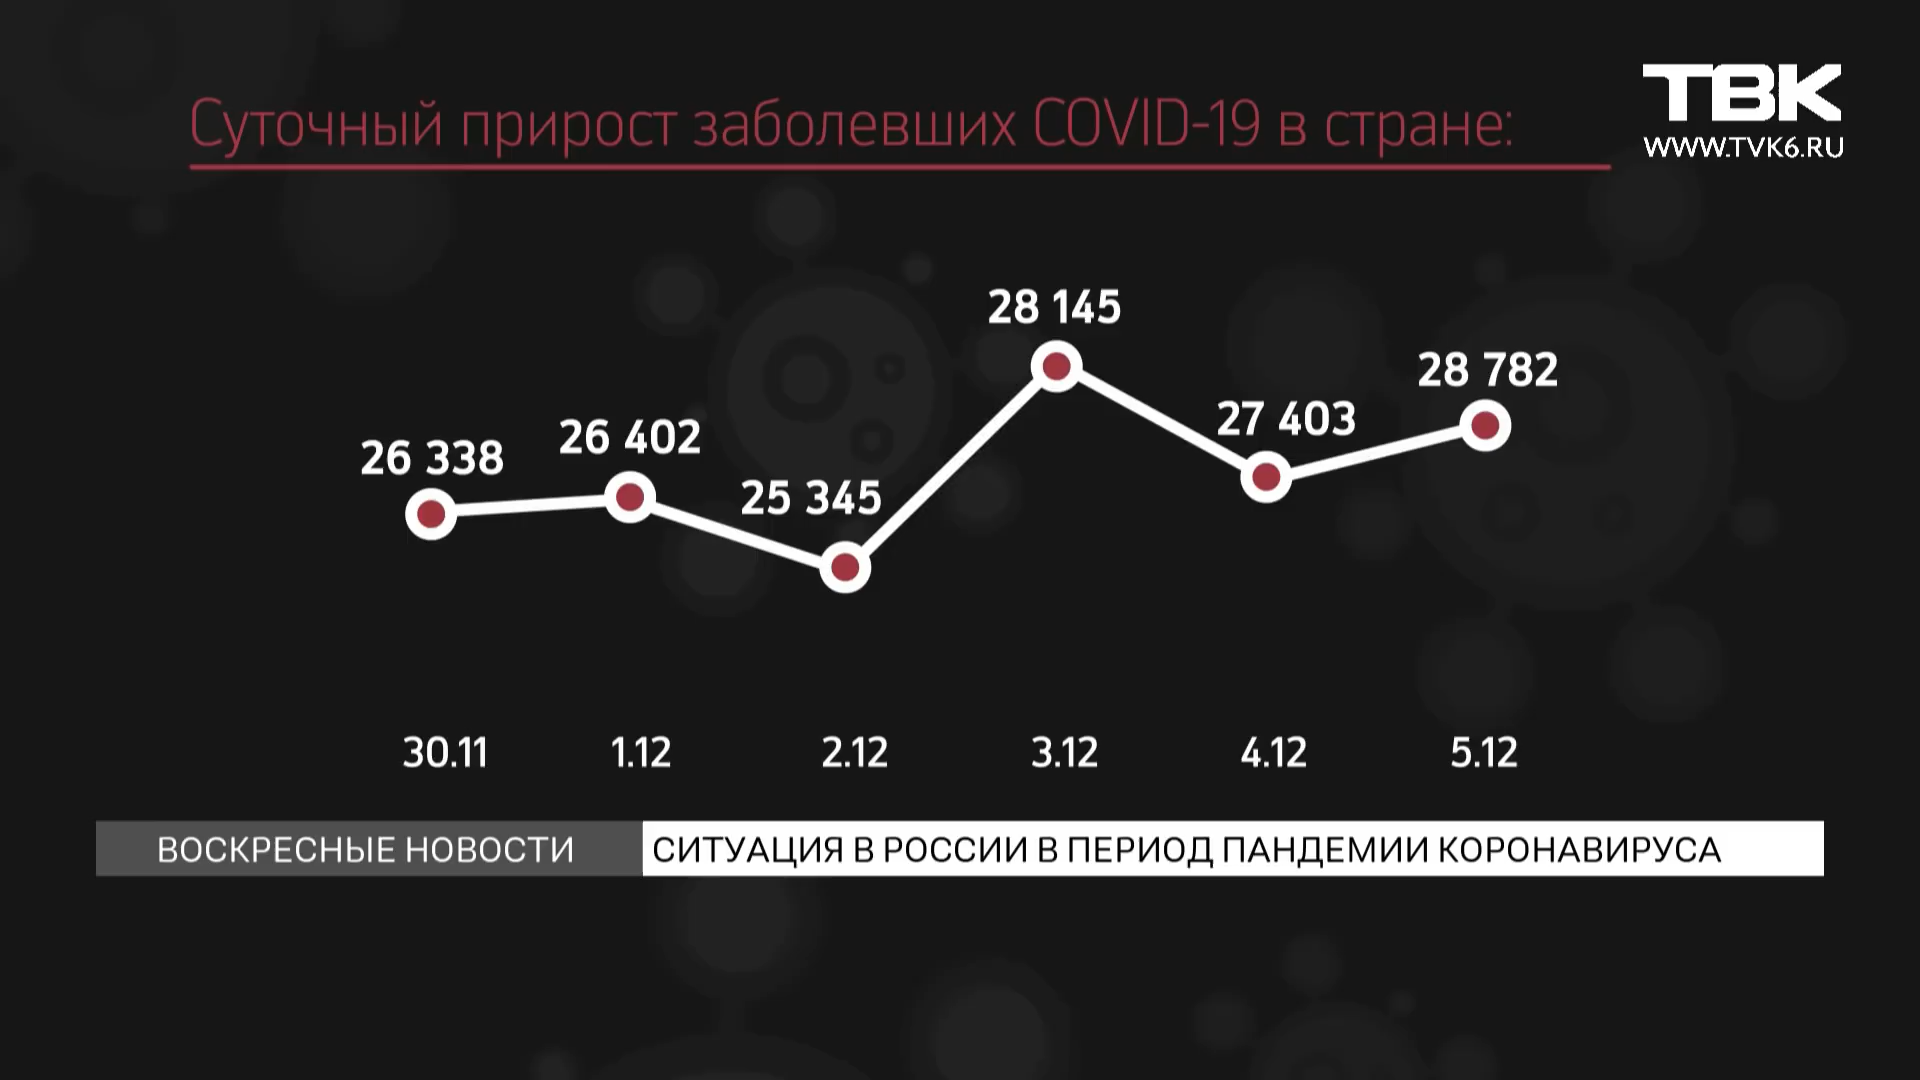 Суточный прирост заболевших COVID-19 в стране:
ТВК
WWW.TVK6.RU
28 145
28 782
27 403
26 402
26 338
25 345
30.11 1.12 2.12 3.12 4.12 5.12
ВОСКРЕСНЫЕ НОВОСТИ СИТУАЦИЯ В РОССИИ В ПЕРИОД ПАНДЕМИИ КОРОНАВИРУСА